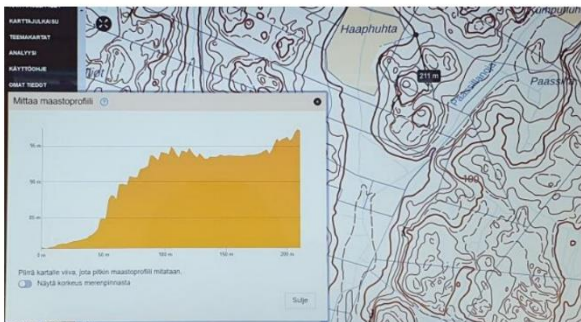 KARTTAJULKAISU
TEEMAKARTAT
ANALYYSI
KÄYTTÖOHJE
OMAT TIEDOT
Haaphuhta
211 m
100
Mittaa maastoprofiili
0 m
50 m
100 m
150 m
200 m
Piirrä kartalle viiva, jota pitkin maastoprofiili mitataan.
Näytä korkeus merenpinnasta
Sulje